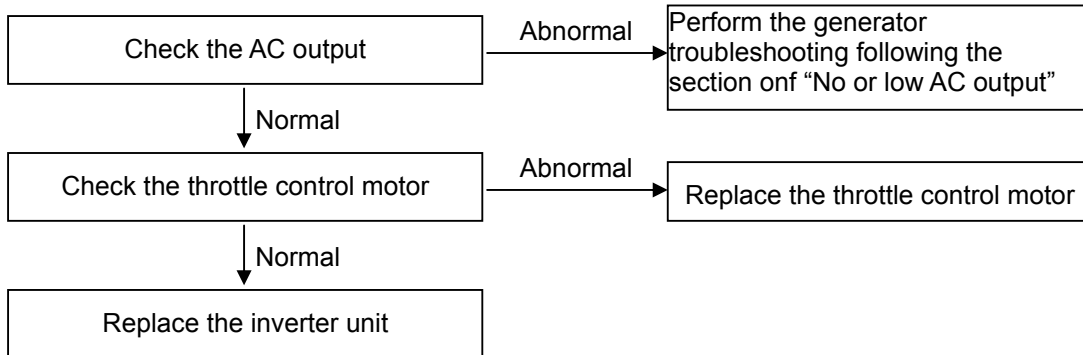 Check the AC output
Abnormal
Perform the generator
troubleshooting following the
section onf “No or low AC output”
Normal
Check the throttle control motor
Abnormal
Replace the throttle control motor
Normal
Replace the inverter unit